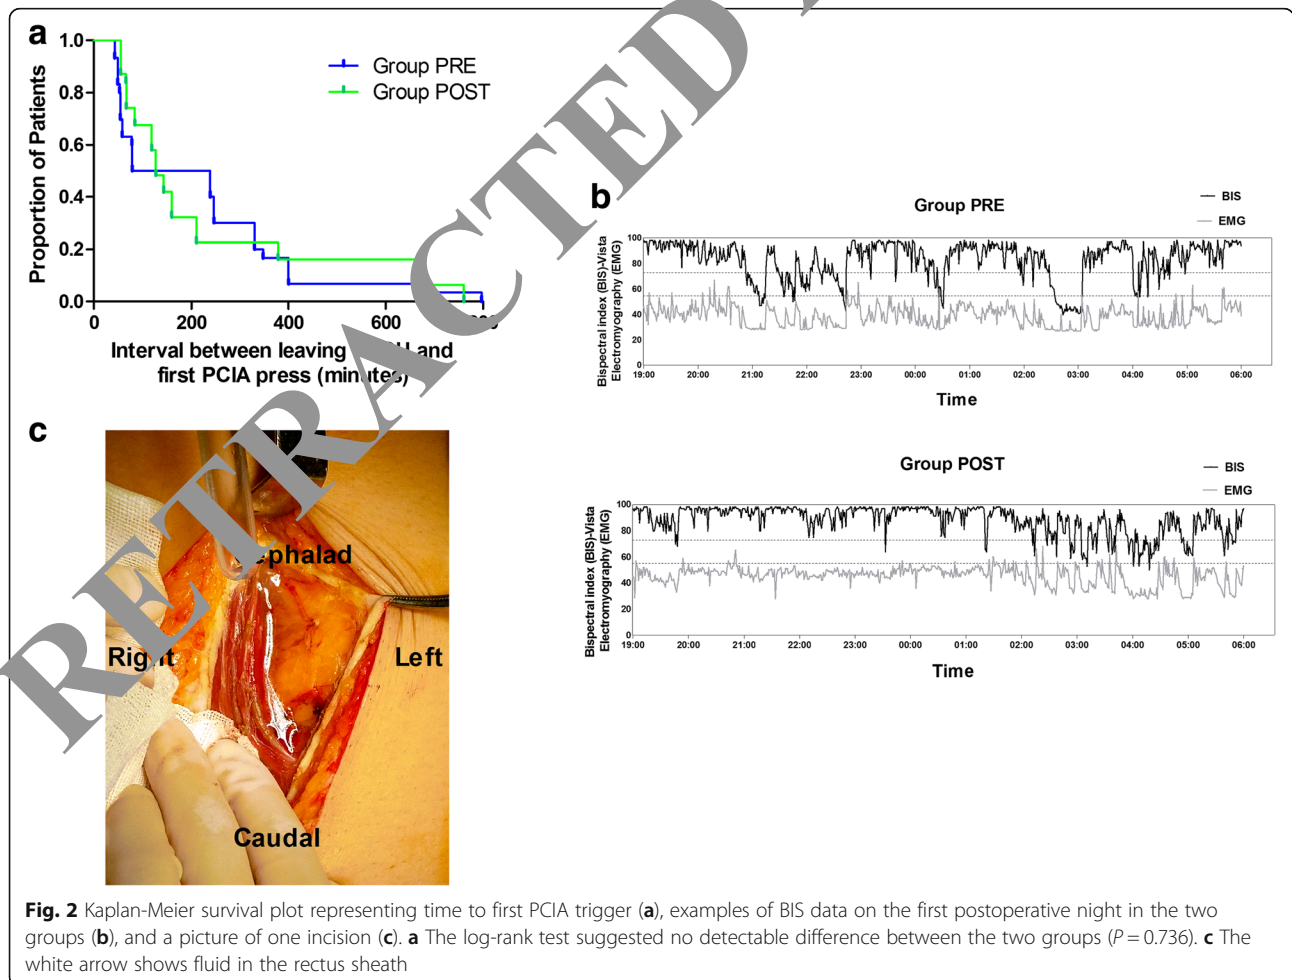 a
1.0
0.8
0.6
0.4
0.2
0.0
Proportion of Patients
Group PRE
Group POST
0 200 400 600
Interval between leaving and
first PCIA press (minutes)
b
Group PRE
BIS
EMG
Bispectral index (BIS)-Vista
Electromyography (EMG)
100
80
60
40
20
0
19:00 20:00 21:00 22:00 23:00 00:00 01:00 02:00 03:00 04:00 05:00 06:00
Time
Group POST
BIS
EMG
Bispectral index (BIS)-Vista
Electromyography (EMG)
100
80
60
40
20
0
19:00 20:00 21:00 22:00 23:00 00:00 01:00 02:00 03:00 04:00 05:00 06:00
Time
c
Cephalad
Right
Left
Caudal
RETRACTED
Fig. 2 Kaplan-Meier survival plot representing time to first PCIA trigger (a), examples of BIS data on the first postoperative night in the two
groups (b), and a picture of one incision (c). a The log-rank test suggested no detectable difference between the two groups (P = 0.736). c The
white arrow shows fluid in the rectus sheath